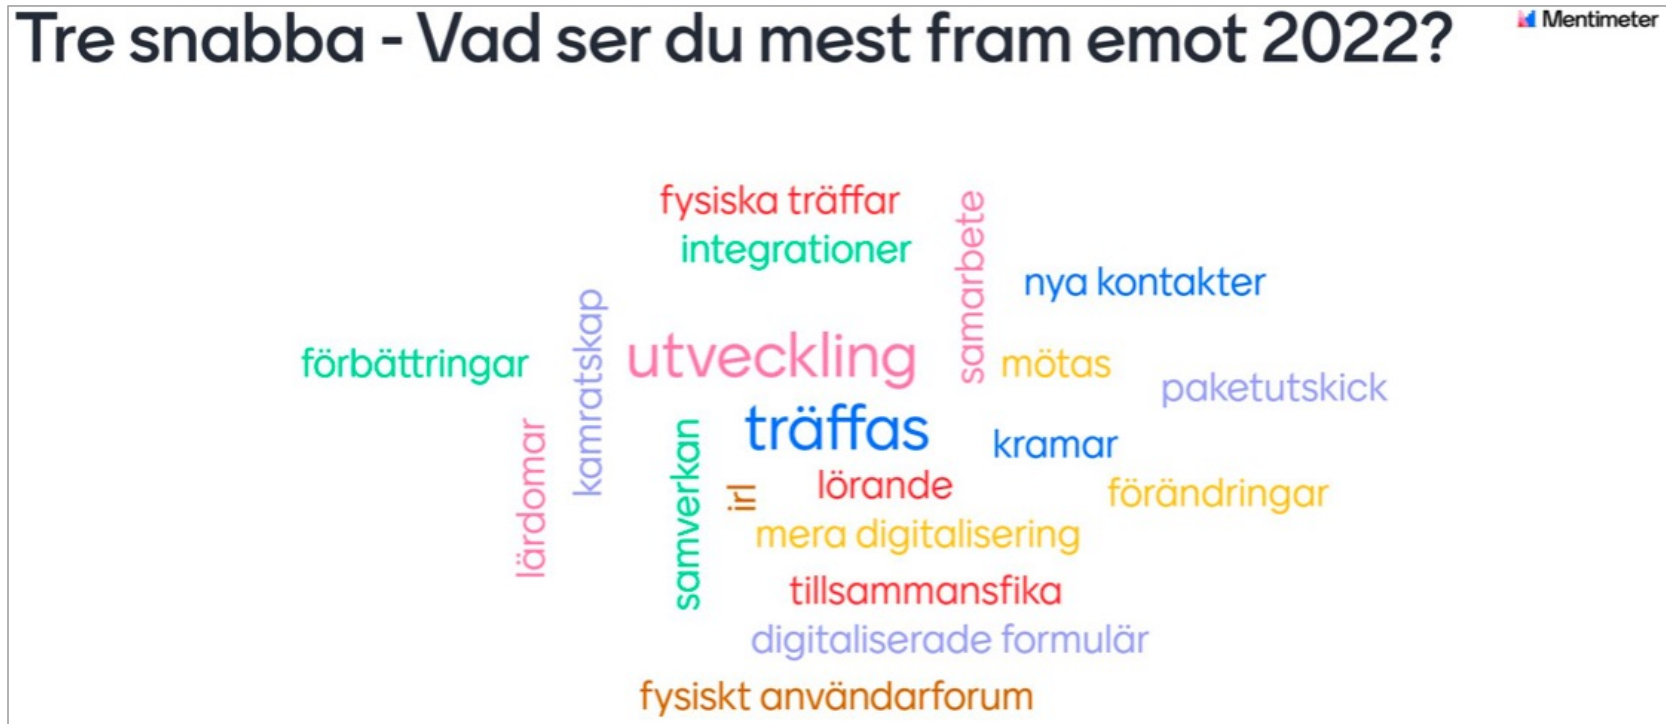 Tre snabba - Vad ser du mest fram emot 2022?
Mentimeter
fysiska träffar
integrationer
samarbete
nya kontakter
förbättringar
kamratskap
utveckling
mötas
paketutskick
lärdomar
samverkan
träffas
kramar
irl
lörande
förändringar
mera digitalisering
tillsammansfika
digitaliserade formulär
fysiskt användarforum